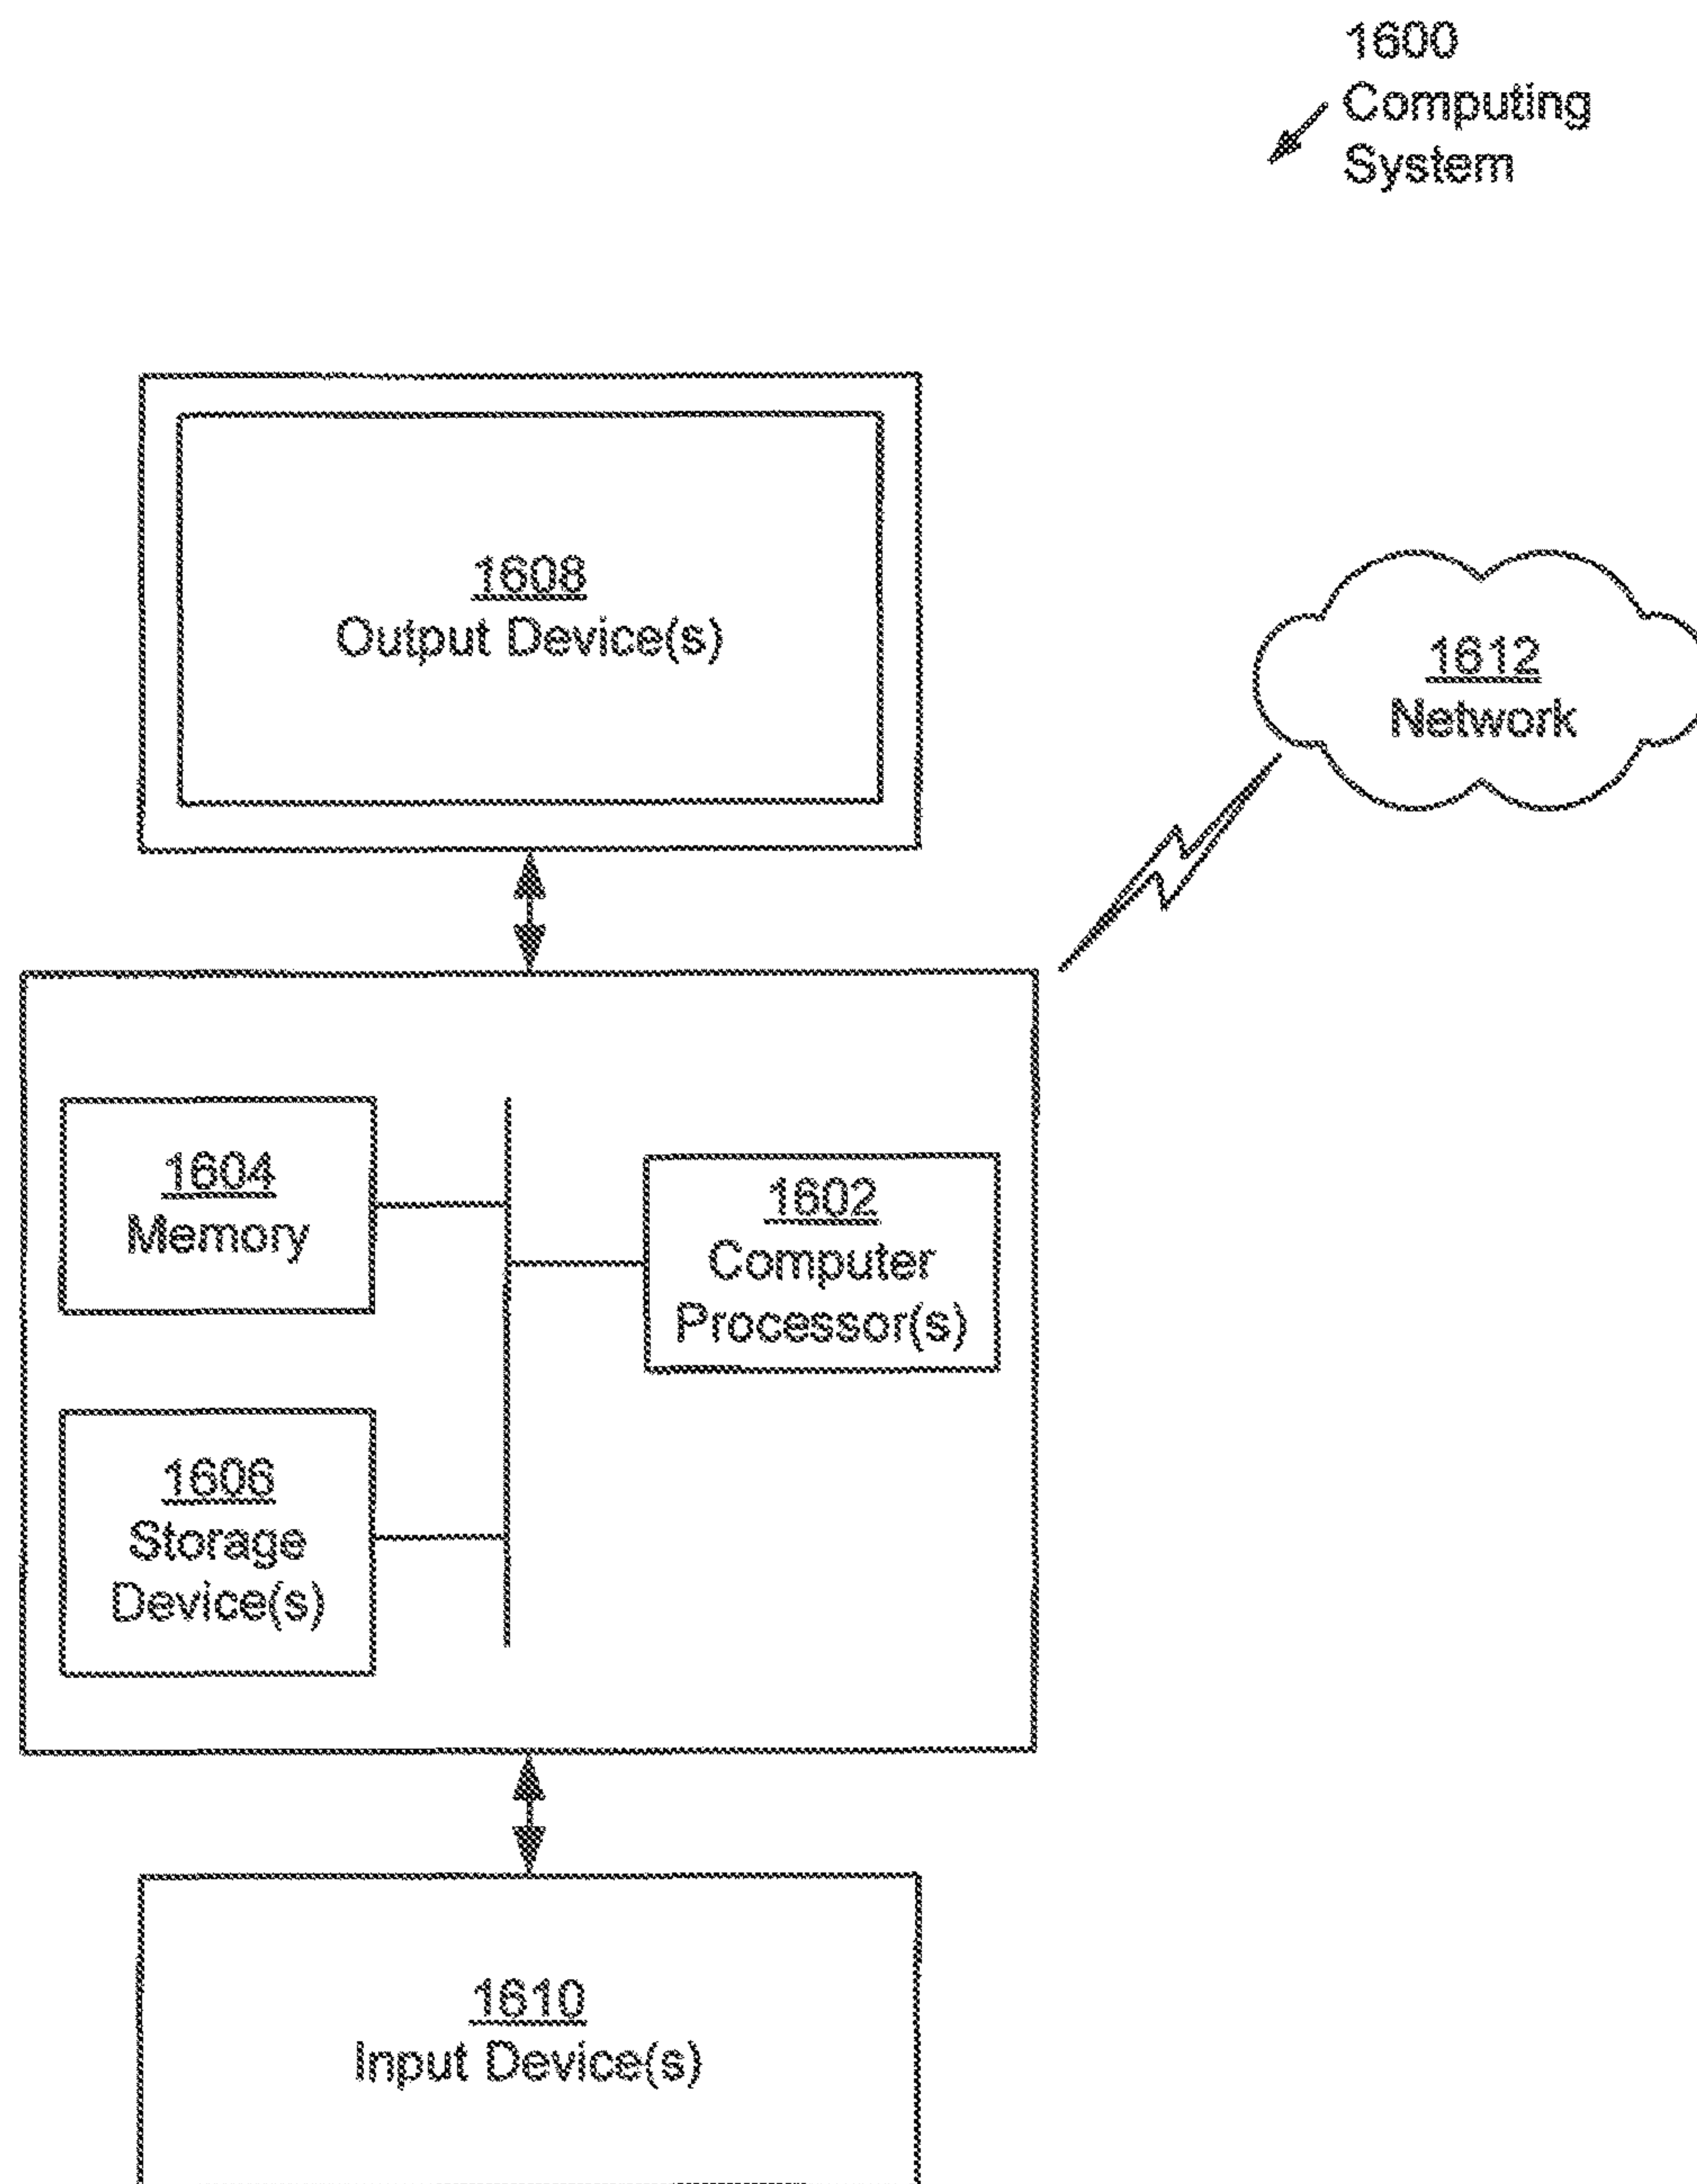 1600
Computing
System
1608
Output Device(s)
1612
Network
1604
Memory
1602
Computer
Processor(s)
1606
Storage
Device(s)
1610
Input Device(s)